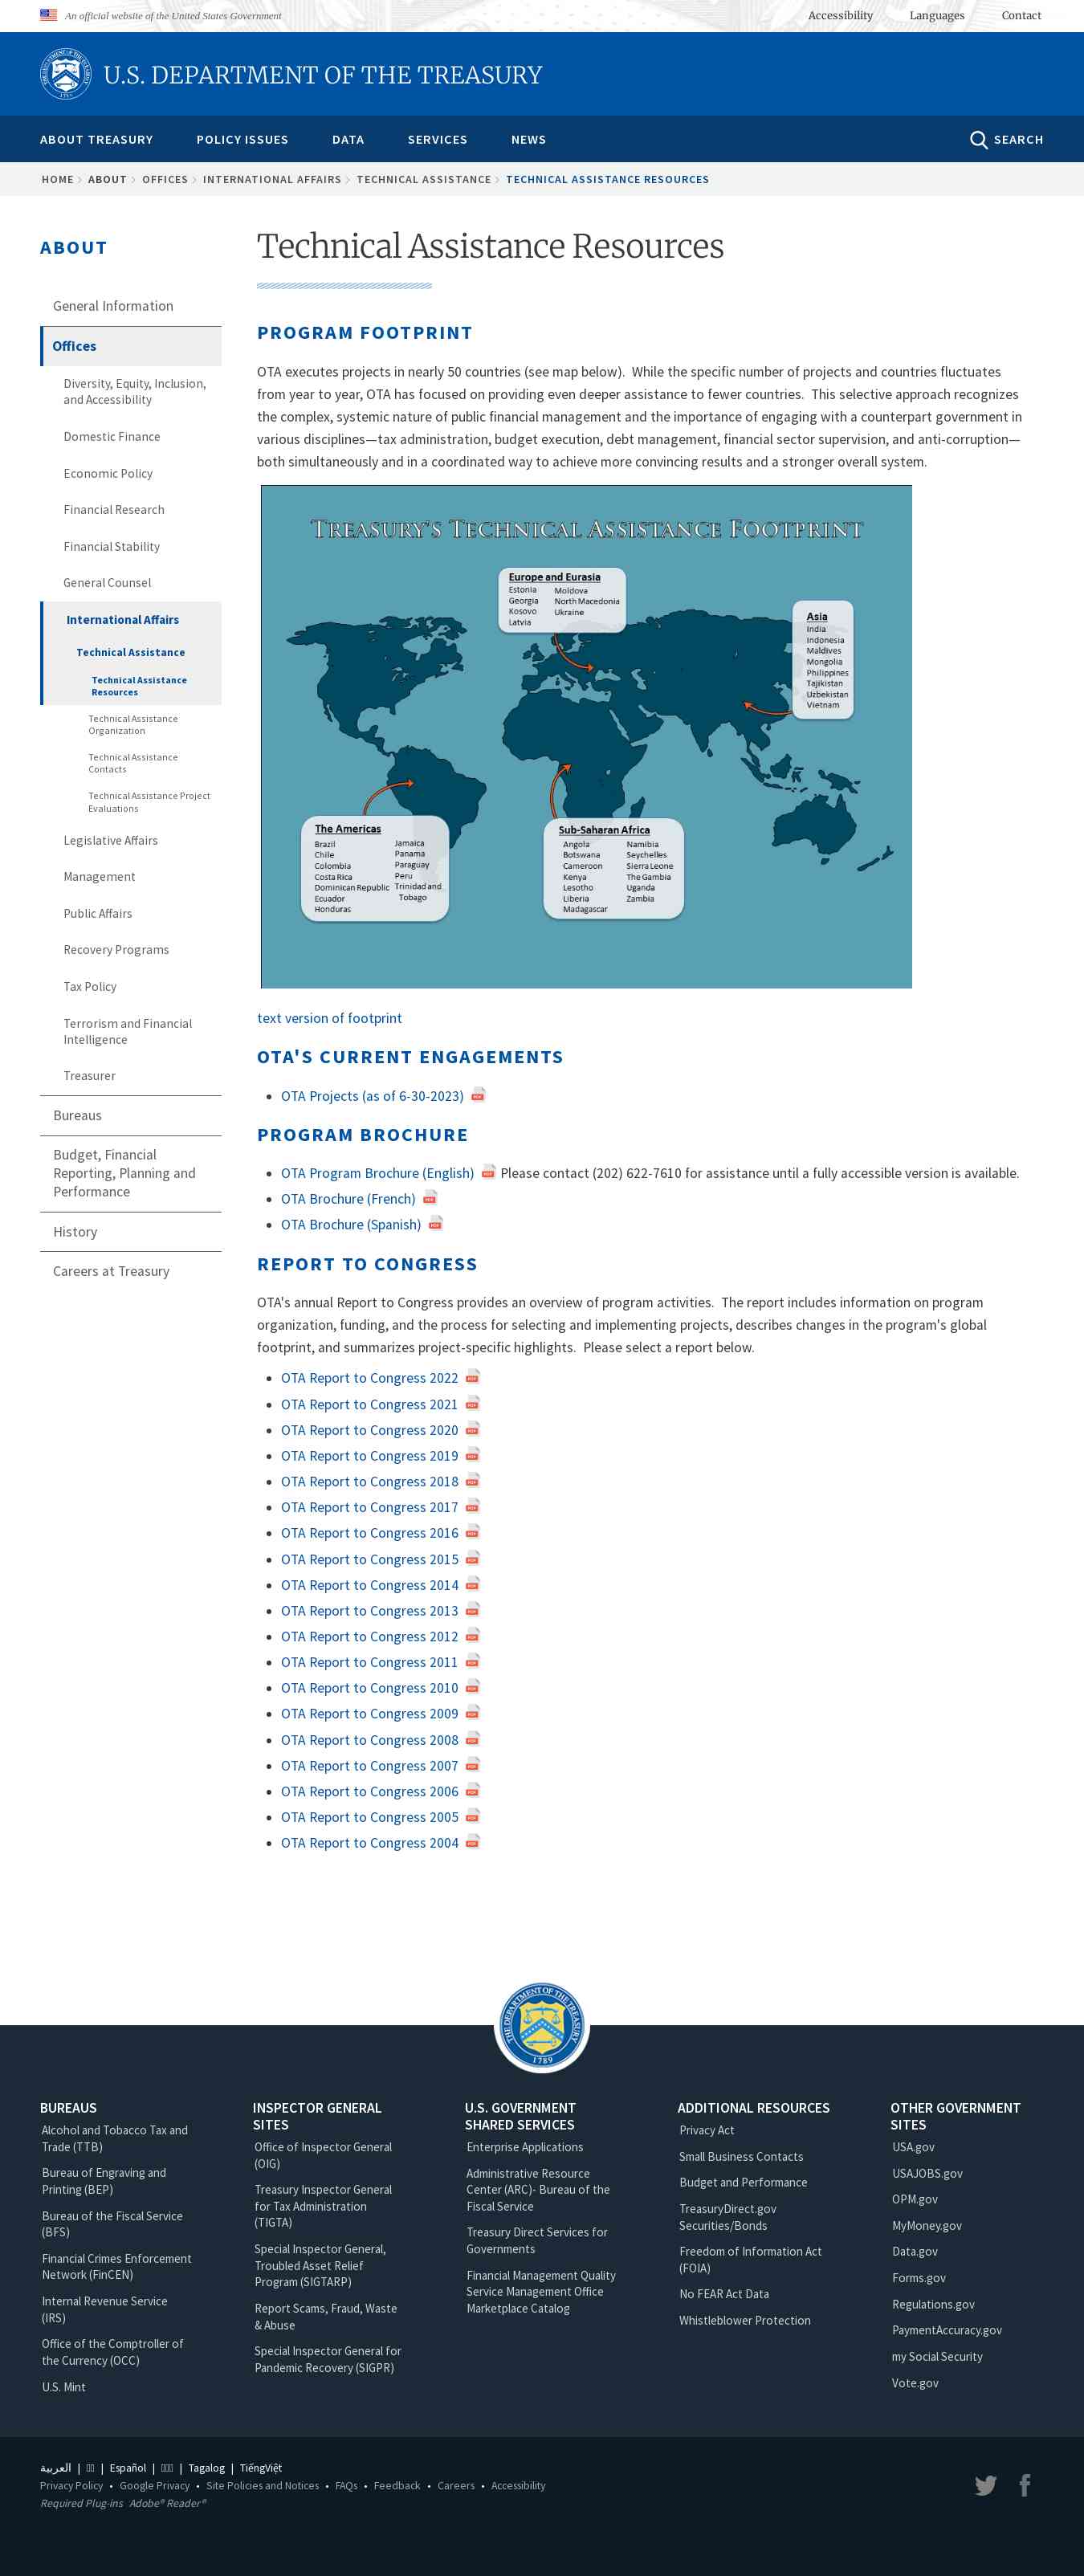 An official website of the United States Government
Accessibility Languages Contact
U.S. DEPARTMENT OF THE TREASURY
ABOUT TREASURY POLICY ISSUES DATA SERVICES NEWS SEARCH
HOME ABOUT OFFICES INTERNATIONAL AFFAIRS TECHNICAL ASSISTANCE TECHNICAL ASSISTANCE RESOURCES
ABOUT
General Information
Offices
Diversity, Equity, Inclusion,
and Accessibility
Domestic Finance
Economic Policy
Financial Research
Financial Stability
General Counsel
International Affairs
Technical Assistance
Technical Assistance
Resources
Technical Assistance
Organization
Technical Assistance
Contacts
Technical Assistance Project
Evaluations
Legislative Affairs
Management
Public Affairs
Recovery Programs
Tax Policy
Terrorism and Financial
Intelligence
Treasurer
Bureaus
Budget, Financial
Reporting, Planning and
Performance
History
Careers at Treasury
Technical Assistance Resources
PROGRAM FOOTPRINT
OTA executes projects in nearly 50 countries (see map below).  While the specific number of projects and countries fluctuates
from year to year, OTA has focused on providing even deeper assistance to fewer countries.  This selective approach recognizes
the complex, systemic nature of public financial management and the importance of engaging with a counterpart government in
various disciplines—tax administration, budget execution, debt management, financial sector supervision, and anti-corruption—
both simultaneously and in a coordinated way to achieve more convincing results and a stronger overall system.
TREASURY'S TECHNICAL ASSISTANCE FOOTPRINT
Europe and Eurasia
Estonia
Georgia
Kosovo
Latvia
Moldova
North Macedonia
Ukraine
Asia
India
Indonesia
Maldives
Mongolia
Philippines
Tajikistan
Uzbekistan
Vietnam
The Americas
Brazil
Chile
Colombia
Costa Rica
Dominican Republic
Ecuador
Honduras
Jamaica
Panama
Paraguay
Peru
Trinidad and
Tobago
Sub-Saharan Africa
Angola
Botswana
Cameroon
Kenya
Lesotho
Liberia
Madagascar
Namibia
Seychelles
Sierra Leone
The Gambia
Uganda
Zambia
text version of footprint
OTA'S CURRENT ENGAGEMENTS
OTA Projects (as of 6-30-2023)
PROGRAM BROCHURE
OTA Program Brochure (English) Please contact (202) 622-7610 for assistance until a fully accessible version is available.
OTA Brochure (French)
OTA Brochure (Spanish)
REPORT TO CONGRESS
OTA's annual Report to Congress provides an overview of program activities.  The report includes information on program
organization, funding, and the process for selecting and implementing projects, describes changes in the program's global
footprint, and summarizes project-specific highlights.  Please select a report below.
OTA Report to Congress 2022
OTA Report to Congress 2021
OTA Report to Congress 2020
OTA Report to Congress 2019
OTA Report to Congress 2018
OTA Report to Congress 2017
OTA Report to Congress 2016
OTA Report to Congress 2015
OTA Report to Congress 2014
OTA Report to Congress 2013
OTA Report to Congress 2012
OTA Report to Congress 2011
OTA Report to Congress 2010
OTA Report to Congress 2009
OTA Report to Congress 2008
OTA Report to Congress 2007
OTA Report to Congress 2006
OTA Report to Congress 2005
OTA Report to Congress 2004
THE DEPARTMENT OF THE TREASURY
1789
BUREAUS
Alcohol and Tobacco Tax and
Trade (TTB)
Bureau of Engraving and
Printing (BEP)
Bureau of the Fiscal Service
(BFS)
Financial Crimes Enforcement
Network (FinCEN)
Internal Revenue Service
(IRS)
Office of the Comptroller of
the Currency (OCC)
U.S. Mint
INSPECTOR GENERAL
SITES
Office of Inspector General
(OIG)
Treasury Inspector General
for Tax Administration
(TIGTA)
Special Inspector General,
Troubled Asset Relief
Program (SIGTARP)
Report Scams, Fraud, Waste
& Abuse
Special Inspector General for
Pandemic Recovery (SIGPR)
U.S. GOVERNMENT
SHARED SERVICES
Enterprise Applications
Administrative Resource
Center (ARC)- Bureau of the
Fiscal Service
Treasury Direct Services for
Governments
Financial Management Quality
Service Management Office
Marketplace Catalog
ADDITIONAL RESOURCES
Privacy Act
Small Business Contacts
Budget and Performance
TreasuryDirect.gov
Securities/Bonds
Freedom of Information Act
(FOIA)
No FEAR Act Data
Whistleblower Protection
OTHER GOVERNMENT
SITES
USA.gov
USAJOBS.gov
OPM.gov
MyMoney.gov
Data.gov
Forms.gov
Regulations.gov
PaymentAccuracy.gov
my Social Security
Vote.gov
العربية | | Español | | Tagalog | TiếngViệt
Privacy Policy • Google Privacy • Site Policies and Notices • FAQs • Feedback • Careers • Accessibility
Required Plug-ins Adobe® Reader®